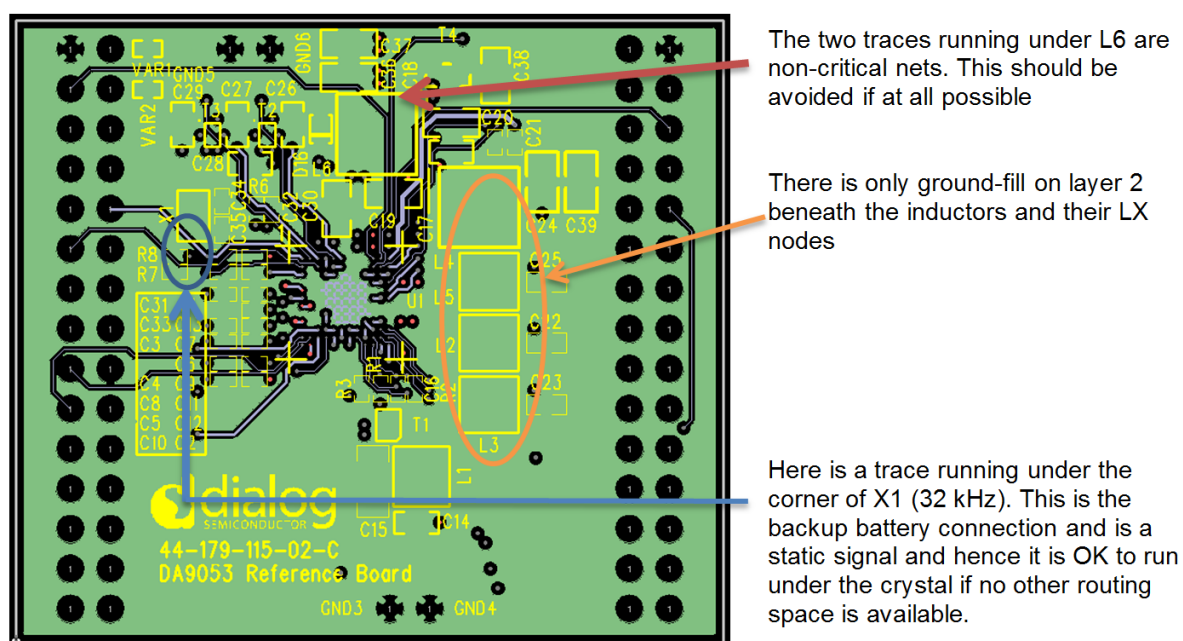 The two traces running under L6 are
non-critical nets. This should be
avoided if at all possible
There is only ground-fill on layer 2
beneath the inductors and their LX
nodes
Here is a trace running under the
corner of X1 (32 kHz). This is the
backup battery connection and is a
static signal and hence it is OK to run
under the crystal if no other routing
space is available.
VAR1
GND5
VAR2
C29
C27
C26
T3
T2
C28
D16
L6
GND6
C37
C36
C18
T4
C38
C20
C21
R6
C34
C35
C32
C30
C19
C17
C24
C39
X1
R8
R7
L4
C25
L5
U1
C31
C33
C3
C22
L2
C4
C8
C5
C10
R3
R1
C16
C23
L3
T1
L1
C15
C14
dialog
SEMICONDUCTOR
44-179-115-02-C
DA9053 Reference Board
GND3
GND4